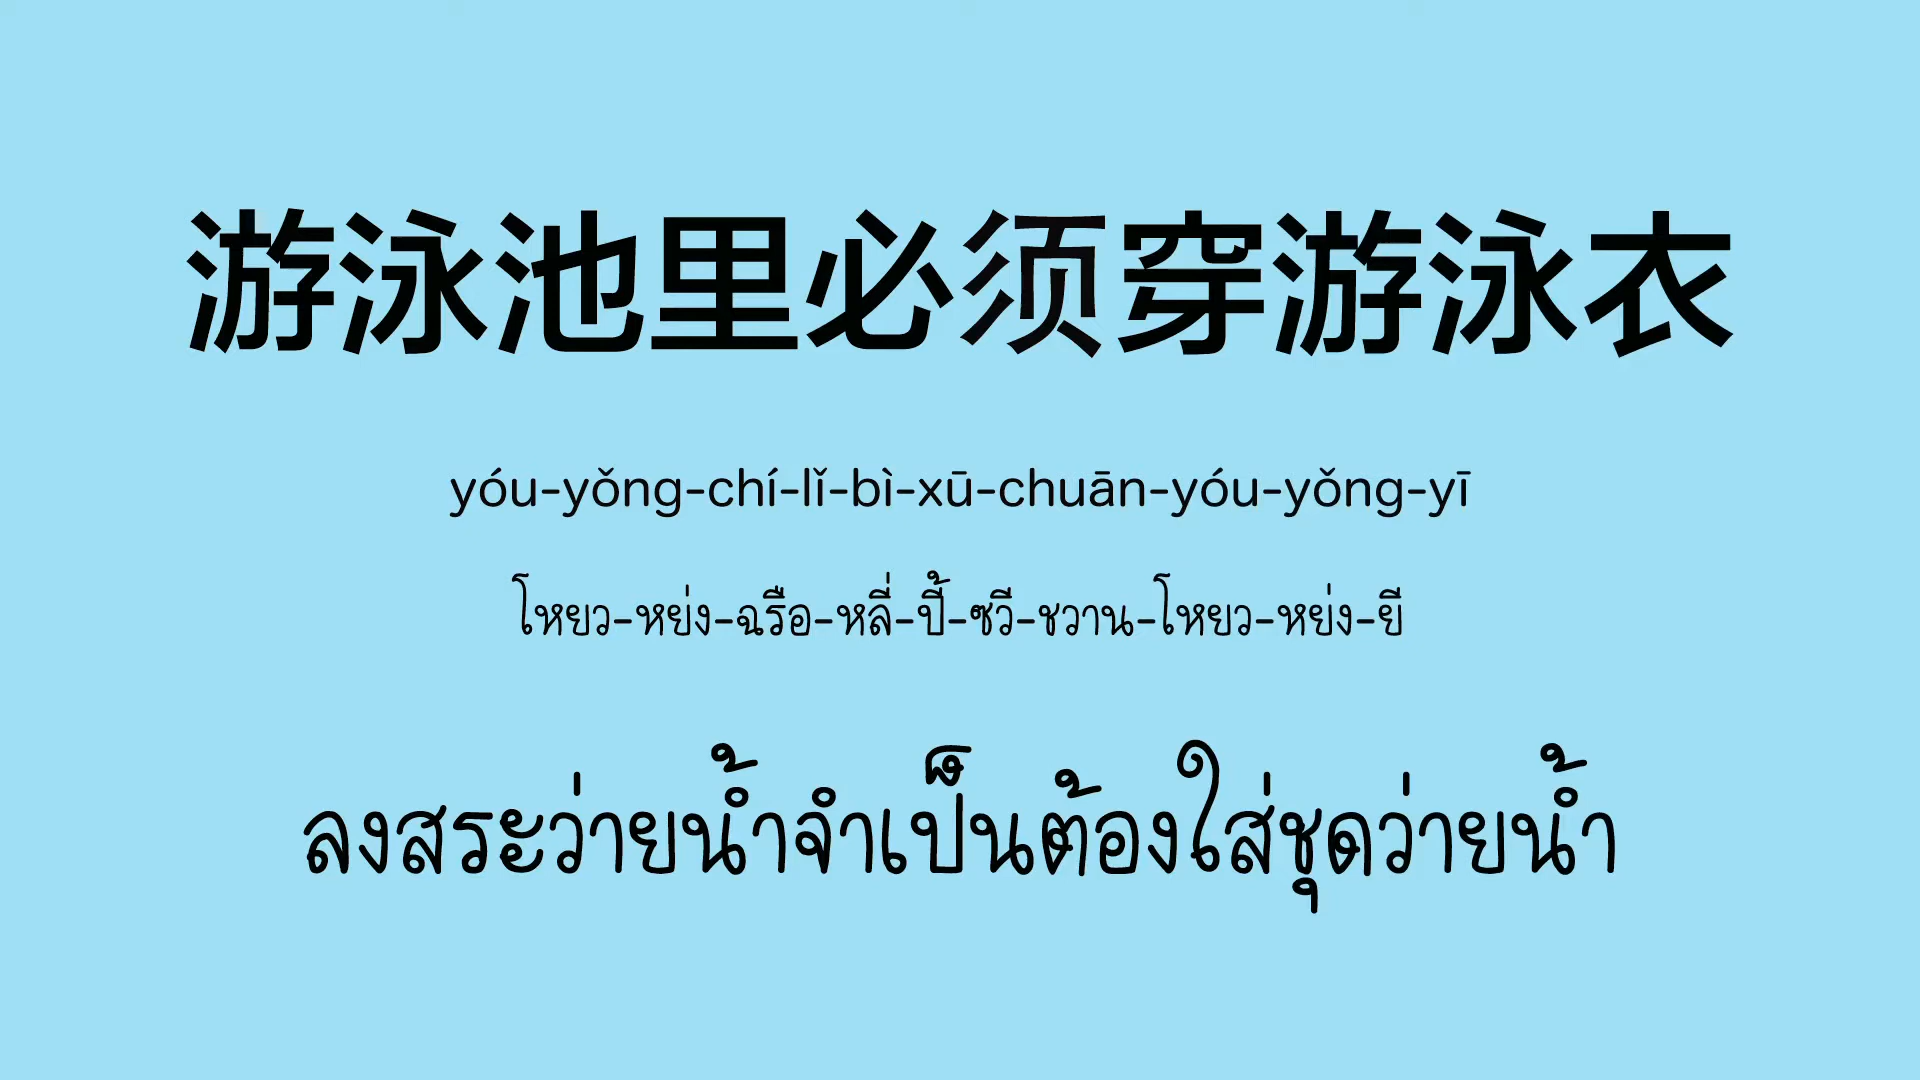 游泳池里必须穿游泳衣
yóu-yǒng-chí-lǐ-bì-xū-chuān-yóu-yǒng-yī
โหยว-หย่ง-ฉรือ-หลี่-ปี้-ซวี-ชวาน-โหยว-หย่ง-ยี
ลงสระว่ายน้ำจำเป็นต้องใส่ชุดว่ายน้ำ